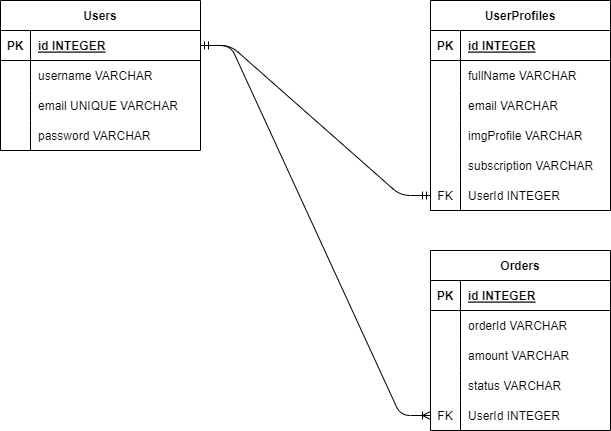 Users
PK id INTEGER
username VARCHAR
email UNIQUE VARCHAR
password VARCHAR
UserProfiles
PK id INTEGER
fullName VARCHAR
email VARCHAR
imgProfile VARCHAR
subscription VARCHAR
FK UserId INTEGER
Orders
PK id INTEGER
orderId VARCHAR
amount VARCHAR
status VARCHAR
FK UserId INTEGER